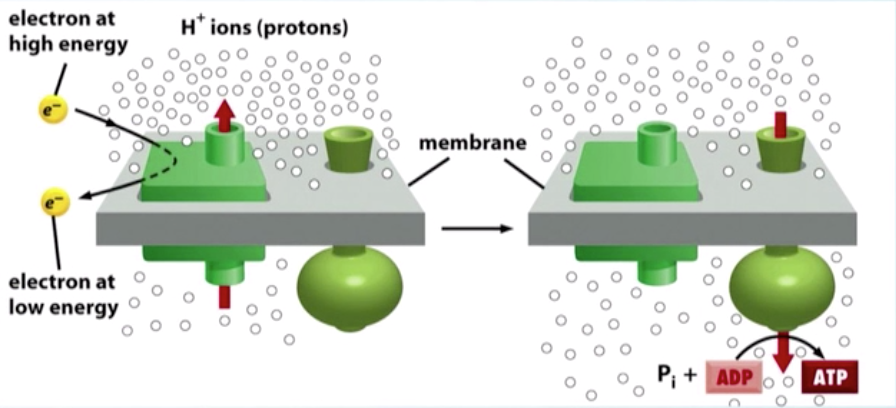 electron at
high energy
H⁺ ions (protons)
e⁻
membrane
e⁻
electron at
low energy
Pᵢ + ADP ATP